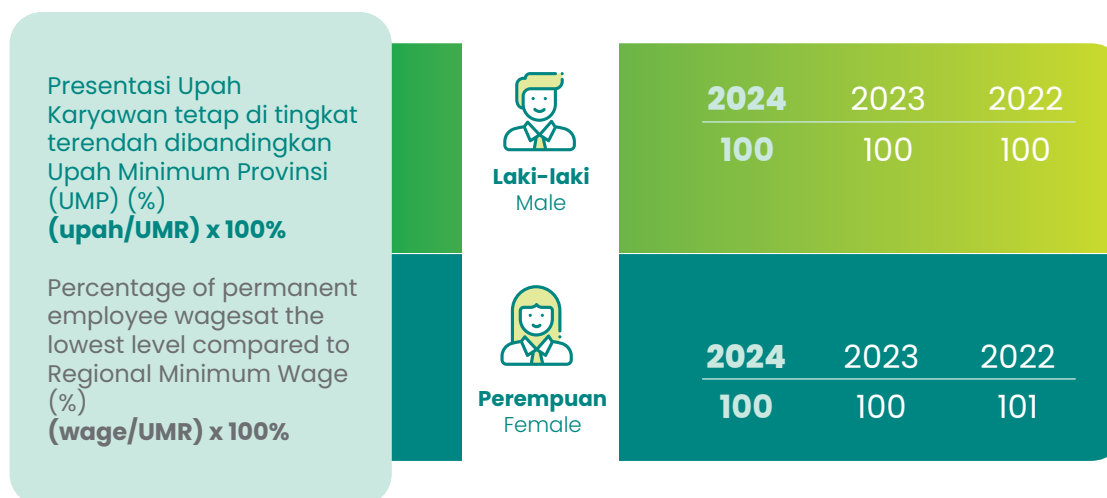 Presentasi Upah
Karyawan tetap di tingkat
terendah dibandingkan
Upah Minimum Provinsi
(UMP) (%)
(upah/UMR) x 100%
Percentage of permanent
employee wagesat the
lowest level compared to
Regional Minimum Wage
(%)
(wage/UMR) x 100%
Laki-laki
Male
2024 2023 2022
100 100 100
Perempuan
Female
2024 2023 2022
100 100 101